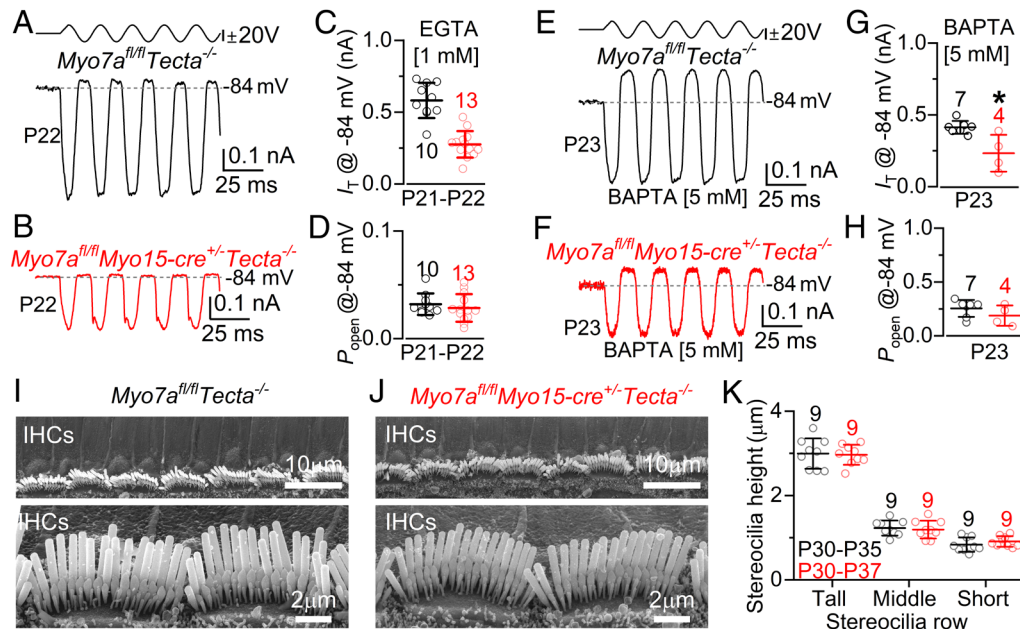 A
±20V
Myo7a^fl/fl Tecta^-/-
-84 mV
P22
0.1 nA
25 ms
B
Myo7a^fl/fl Myo15-cre^+/- Tecta^-/-
-84 mV
P22
0.1 nA
25 ms
C
EGTA
[1 mM]
I_T @ -84 mV (nA)
1.0
0.5
0.0
13
10
P21-P22
D
P_open @-84 mV
0.1
0.0
10
13
P21-P22
E
±20V
Myo7a^fl/fl Tecta^-/-
-84 mV
P23
BAPTA [5 mM]
0.1 nA
25 ms
F
Myo7a^fl/fl Myo15-cre^+/- Tecta^-/-
-84 mV
P23
BAPTA [5 mM]
0.1 nA
25 ms
G
BAPTA
[5 mM]
I_T @ -84 mV (nA)
1.0
0.5
0.0
7
*
4
P23
H
P_open @-84 mV
1.0
0.5
0.0
7
4
P23
I
Myo7a^fl/fl Tecta^-/-
IHCs
10μm
IHCs
2μm
J
Myo7a^fl/fl Myo15-cre^+/- Tecta^-/-
IHCs
10μm
IHCs
2μm
K
Stereocilia height (μm)
4
2
0
9
9
9
9
9
9
P30-P35
P30-P37
Tall
Middle
Short
Stereocilia row